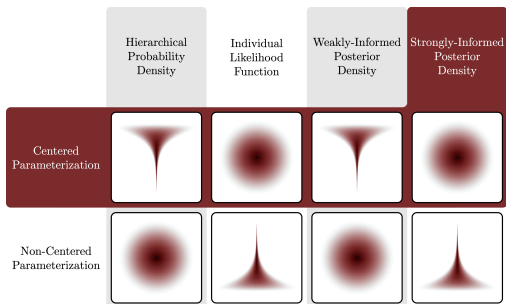 Hierarchical
Probability
Density
Individual
Likelihood
Function
Weakly-Informed
Posterior
Density
Strongly-Informed
Posterior
Density
Centered
Parameterization
Non-Centered
Parameterization